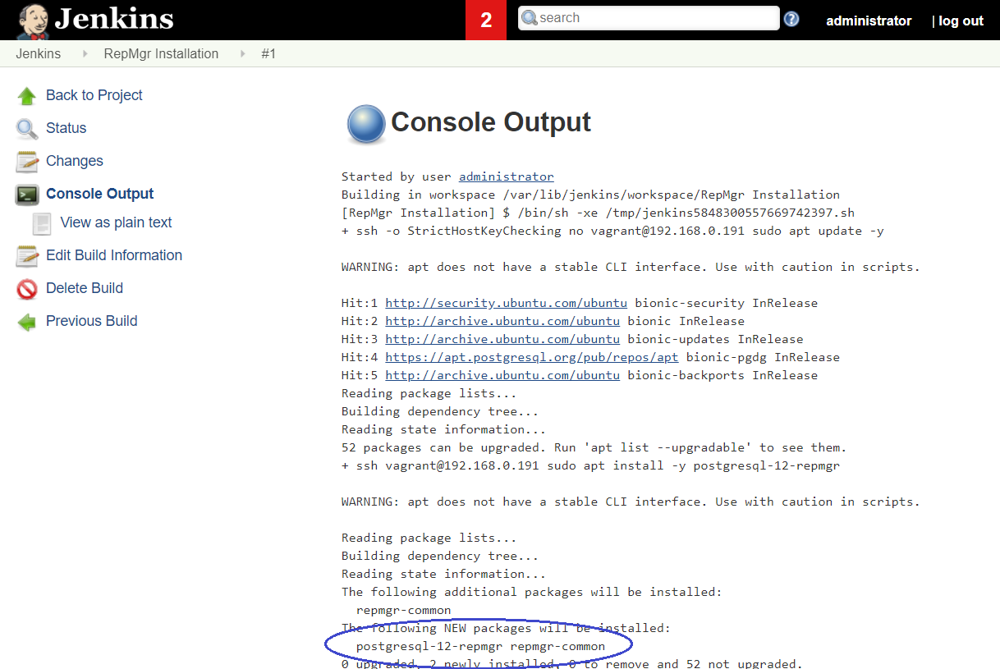 Jenkins
2
search
administrator
| log out
Jenkins
RepMgr Installation
#1
Back to Project
Status
Changes
Console Output
View as plain text
Edit Build Information
Delete Build
Previous Build
Console Output
Started by user administrator
Building in workspace /var/lib/jenkins/workspace/RepMgr Installation
[RepMgr Installation] $ /bin/sh -xe /tmp/jenkins5848300557669742397.sh
+ ssh -o StrictHostKeyChecking no vagrant@192.168.0.191 sudo apt update -y
WARNING: apt does not have a stable CLI interface. Use with caution in scripts.
Hit:1 http://security.ubuntu.com/ubuntu bionic-security InRelease
Hit:2 http://archive.ubuntu.com/ubuntu bionic InRelease
Hit:3 http://archive.ubuntu.com/ubuntu bionic-updates InRelease
Hit:4 https://apt.postgresql.org/pub/repos/apt bionic-pgdg InRelease
Hit:5 http://archive.ubuntu.com/ubuntu bionic-backports InRelease
Reading package lists...
Building dependency tree...
Reading state information...
52 packages can be upgraded. Run 'apt list --upgradable' to see them.
+ ssh vagrant@192.168.0.191 sudo apt install -y postgresql-12-repmgr
WARNING: apt does not have a stable CLI interface. Use with caution in scripts.
Reading package lists...
Building dependency tree...
Reading state information...
The following additional packages will be installed:
repmgr-common
The following NEW packages will be installed:
postgresql-12-repmgr repmgr-common
0 upgraded, 2 newly installed, 0 to remove and 52 not upgraded.